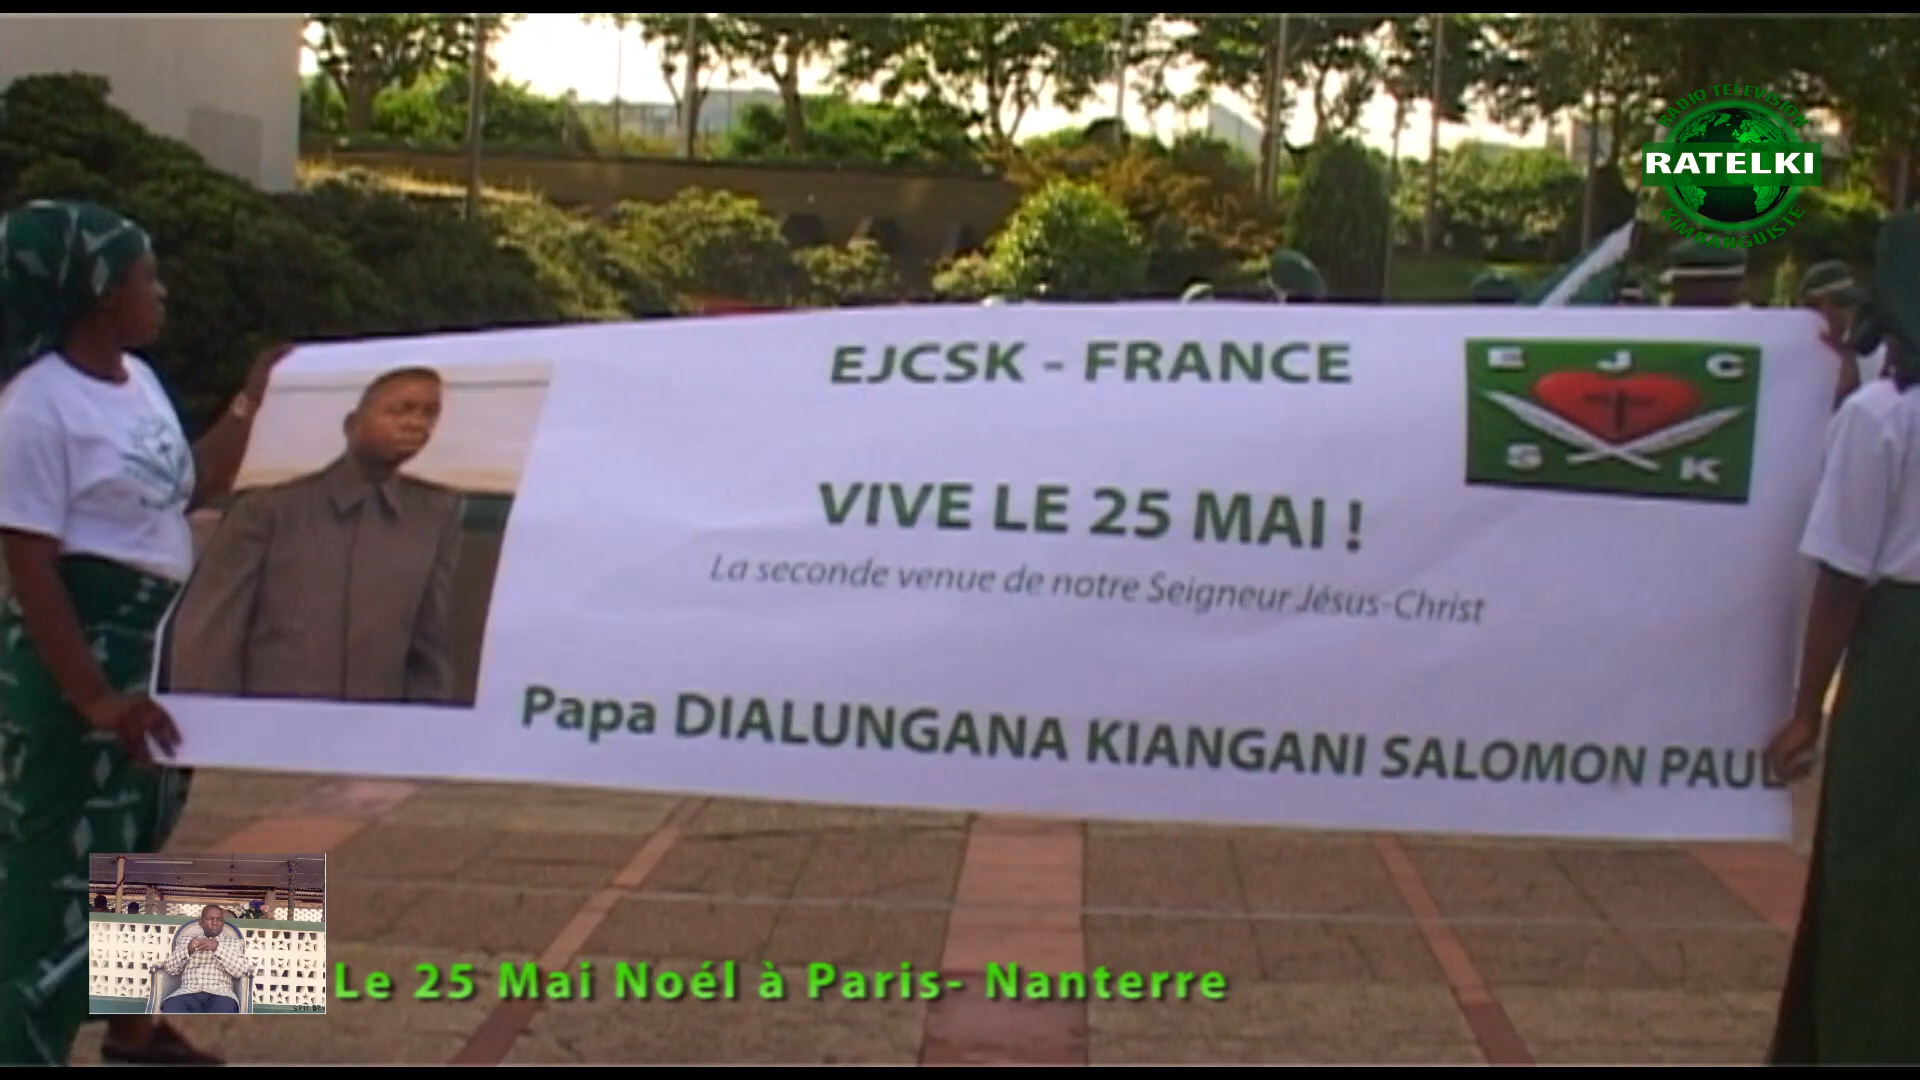 RADIO TELEVISION
RATELKI
KIMBANGUISTE
EJCSK - FRANCE
E J C
S K
VIVE LE 25 MAI !
La seconde venue de notre Seigneur Jésus-Christ
Papa DIALUNGANA KIANGANI SALOMON PAUL
Le 25 Mai Noél à Paris- Nanterre